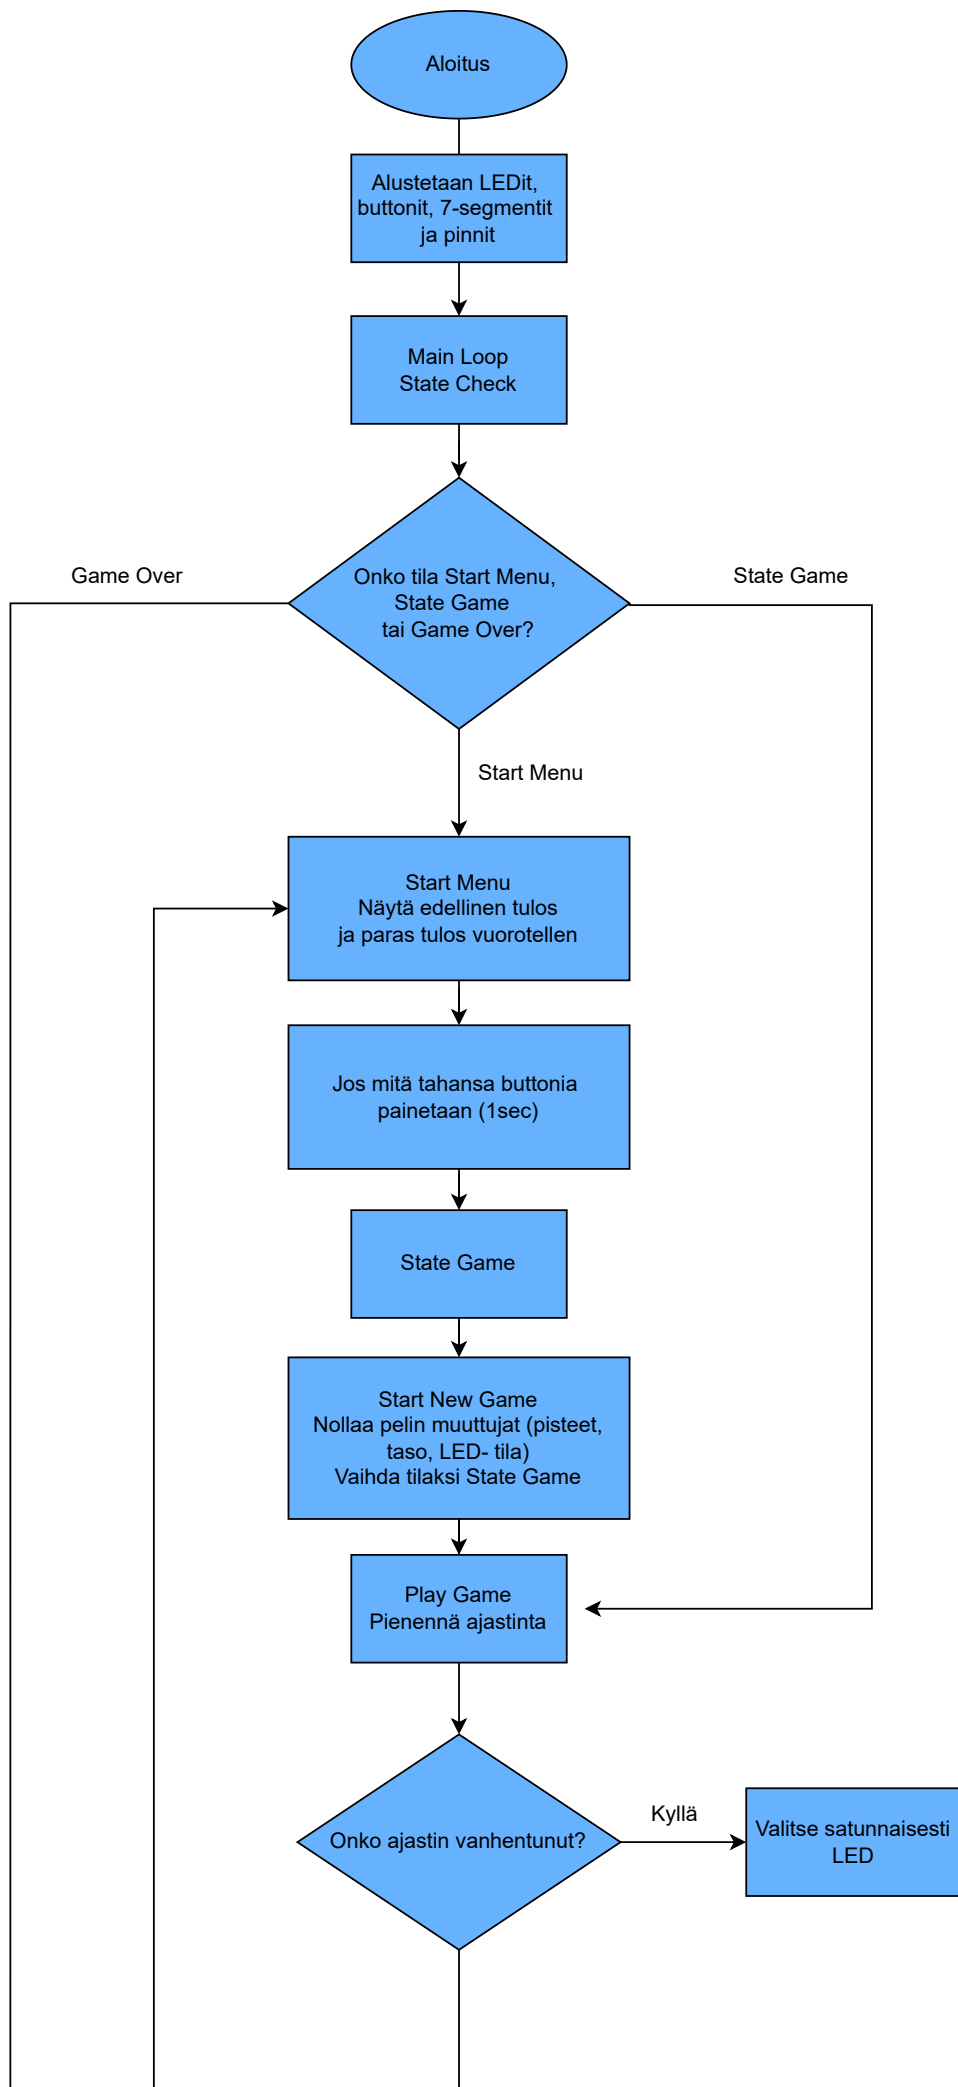 Aloitus
Alustetaan LEDit,
buttonit, 7-segmentit
ja pinnit
Main Loop
State Check
Game Over
Onko tila Start Menu,
State Game
tai Game Over?
State Game
Start Menu
Start Menu
Näytä edellinen tulos
ja paras tulos vuorotellen
Jos mitä tahansa buttonia
painetaan (1sec)
State Game
Start New Game
Nollaa pelin muuttujat (pisteet,
taso, LED- tila)
Vaihda tilaksi State Game
Play Game
Pienennä ajastinta
Onko ajastin vanhentunut?
Kyllä
Valitse satunnaisesti
LED